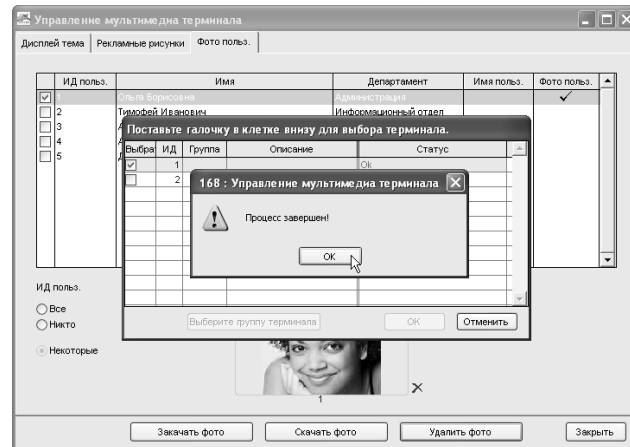 Управление мультимедиа терминала
Дисплей тема Рекламные рисунки Фото польз.
ИД польз. Имя Департамент Имя польз. Фото польз.
1 Ольга Борисовна Администрация
2 Тимофей Иванович Информационный отдел
3 А
4 А
5 Д
Поставьте галочку в клетке внизу для выбора терминала.
Выбра ИД Группа Описание Статус
1 Ok
2
168 : Управление мультимедиа терминала
Процесс завершен!
OK
Выберите группу терминала OK Отменить
ИД польз.
Все
Никто
Некоторые
1
Закачать фото Скачать фото Удалить фото Закрыть